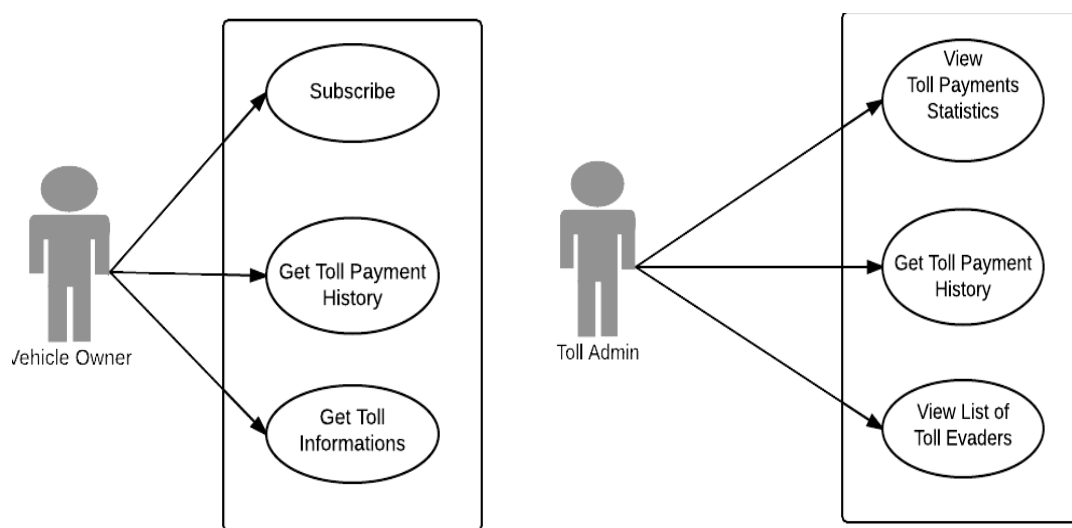 Subscribe
Get Toll Payment
History
Vehicle Owner
Get Toll
Informations
View
Toll Payments
Statistics
Get Toll Payment
History
Toll Admin
View List of
Toll Evaders